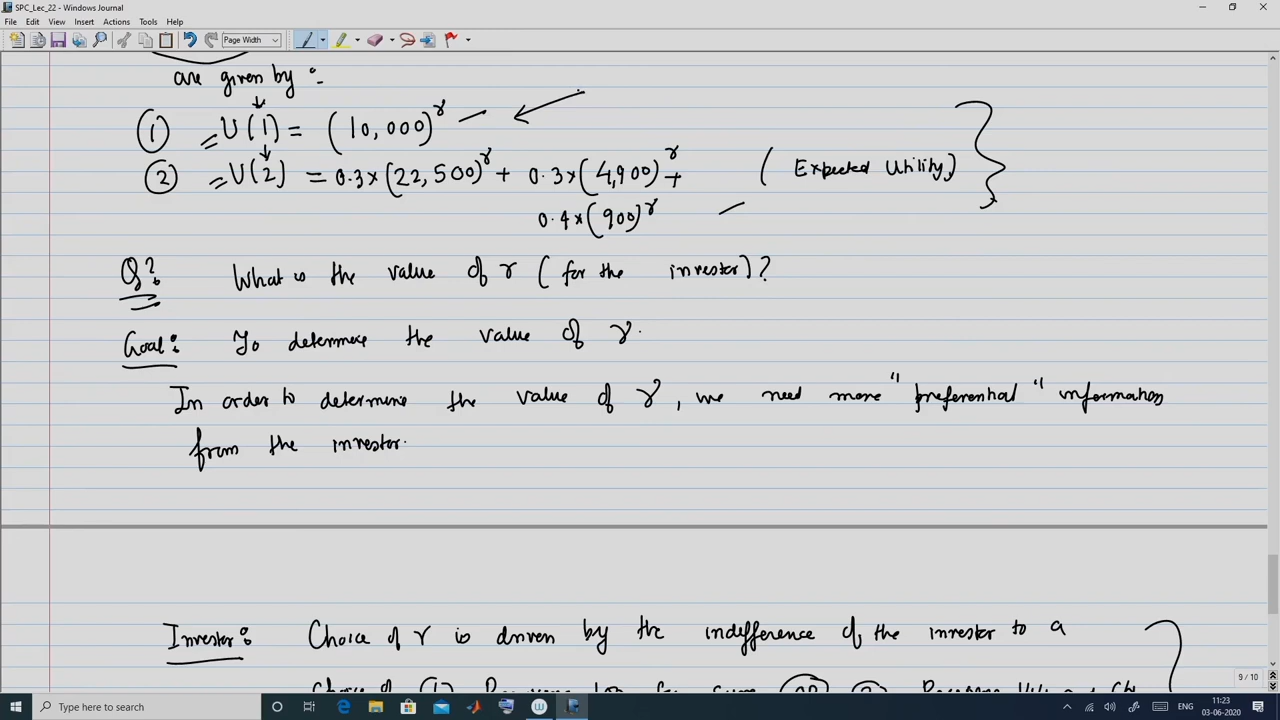 SPC_Lec_22 - Windows Journal
File Edit View Insert Actions Tools Help
Page Width
are given by :-
① U(1) = (10,000)^γ
② U(2) = 0.3×(22,500)^γ + 0.3×(4,900)^γ +
0.4×(900)^γ
(Expected Utility)
Q?. What is the value of γ (for the investor)?
Goal: To determine the value of γ.
In order to determine the value of γ, we need more "preferential" information
from the investor.
Investor: Choice of γ is driven by the indifference of the investor to a
9 / 10
Type here to search
ENG
11:23
03-06-2020